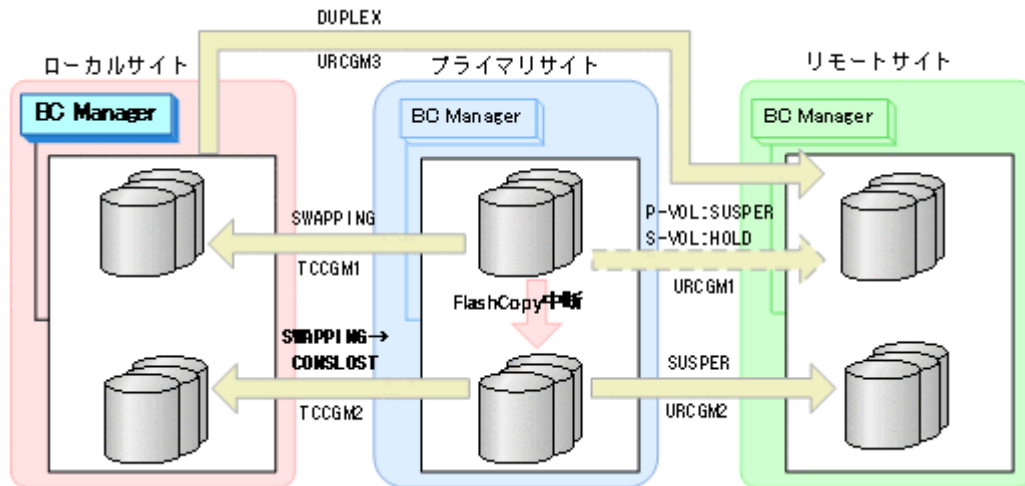 DUPLEX
URCGM3
ローカルサイト
プライマリサイト
リモートサイト
BC Manager
BC Manager
BC Manager
SWAPPING
TCCGM1
P-VOL:SUSPER
S-VOL:HOLD
URCGM1
FlashCopy中断
SWAPPING→
CONSLOST
TCCGM2
SUSPER
URCGM2